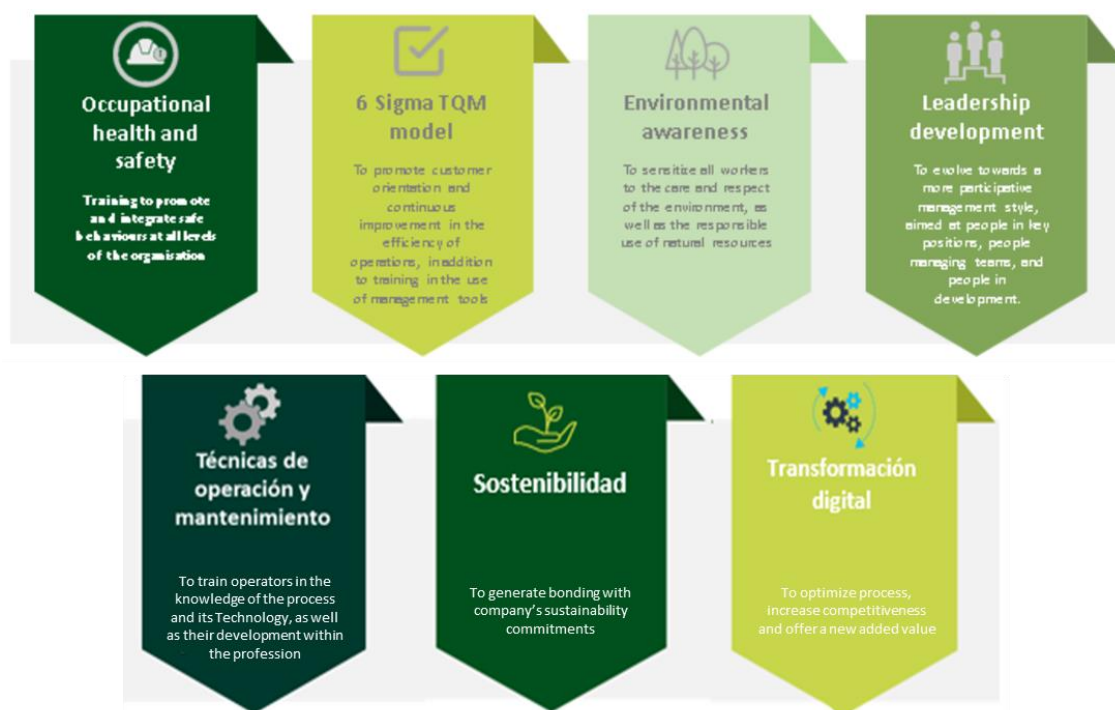 Occupational
health and
safety
Training to promote
and integrate safe
behaviours at all levels
of the organisation
6 Sigma TQM
model
To promote customer
orientation and
continuous
improvement in the
efficiency of
operations, in addition
to training in the use
of management tools
Environmental
awareness
To sensitize all workers
to the care and respect
of the environment, as
well as the responsible
use of natural resources
Leadership
development
To evolve towards a
more participative
management style,
aimed at people in key
positions, people
managing teams, and
people in
development.
Técnicas de
operación y
mantenimiento
To train operators in the
knowledge of the process
and its Technology, as well
as their development within
the profession
Sostenibilidad
To generate bonding with
company's sustainability
commitments
Transformación
digital
To optimize process,
increase competitiveness
and offer a new added value